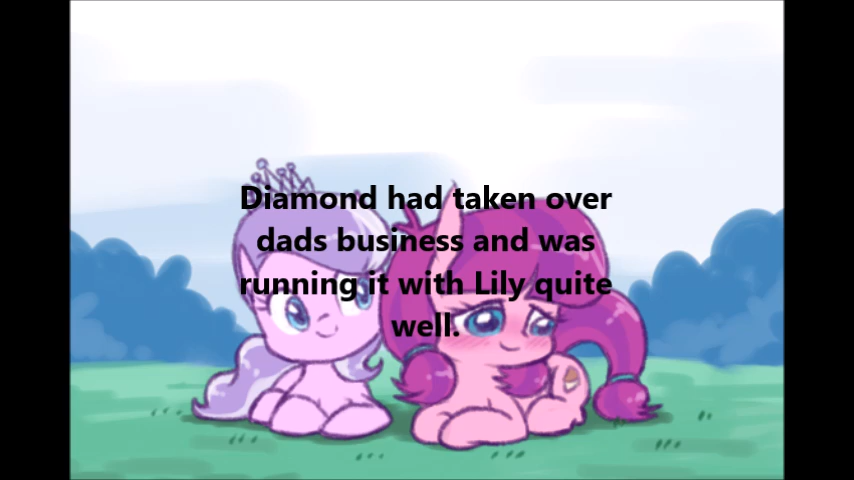 Diamond had taken over
dads business and was
running it with Lily quite
well.